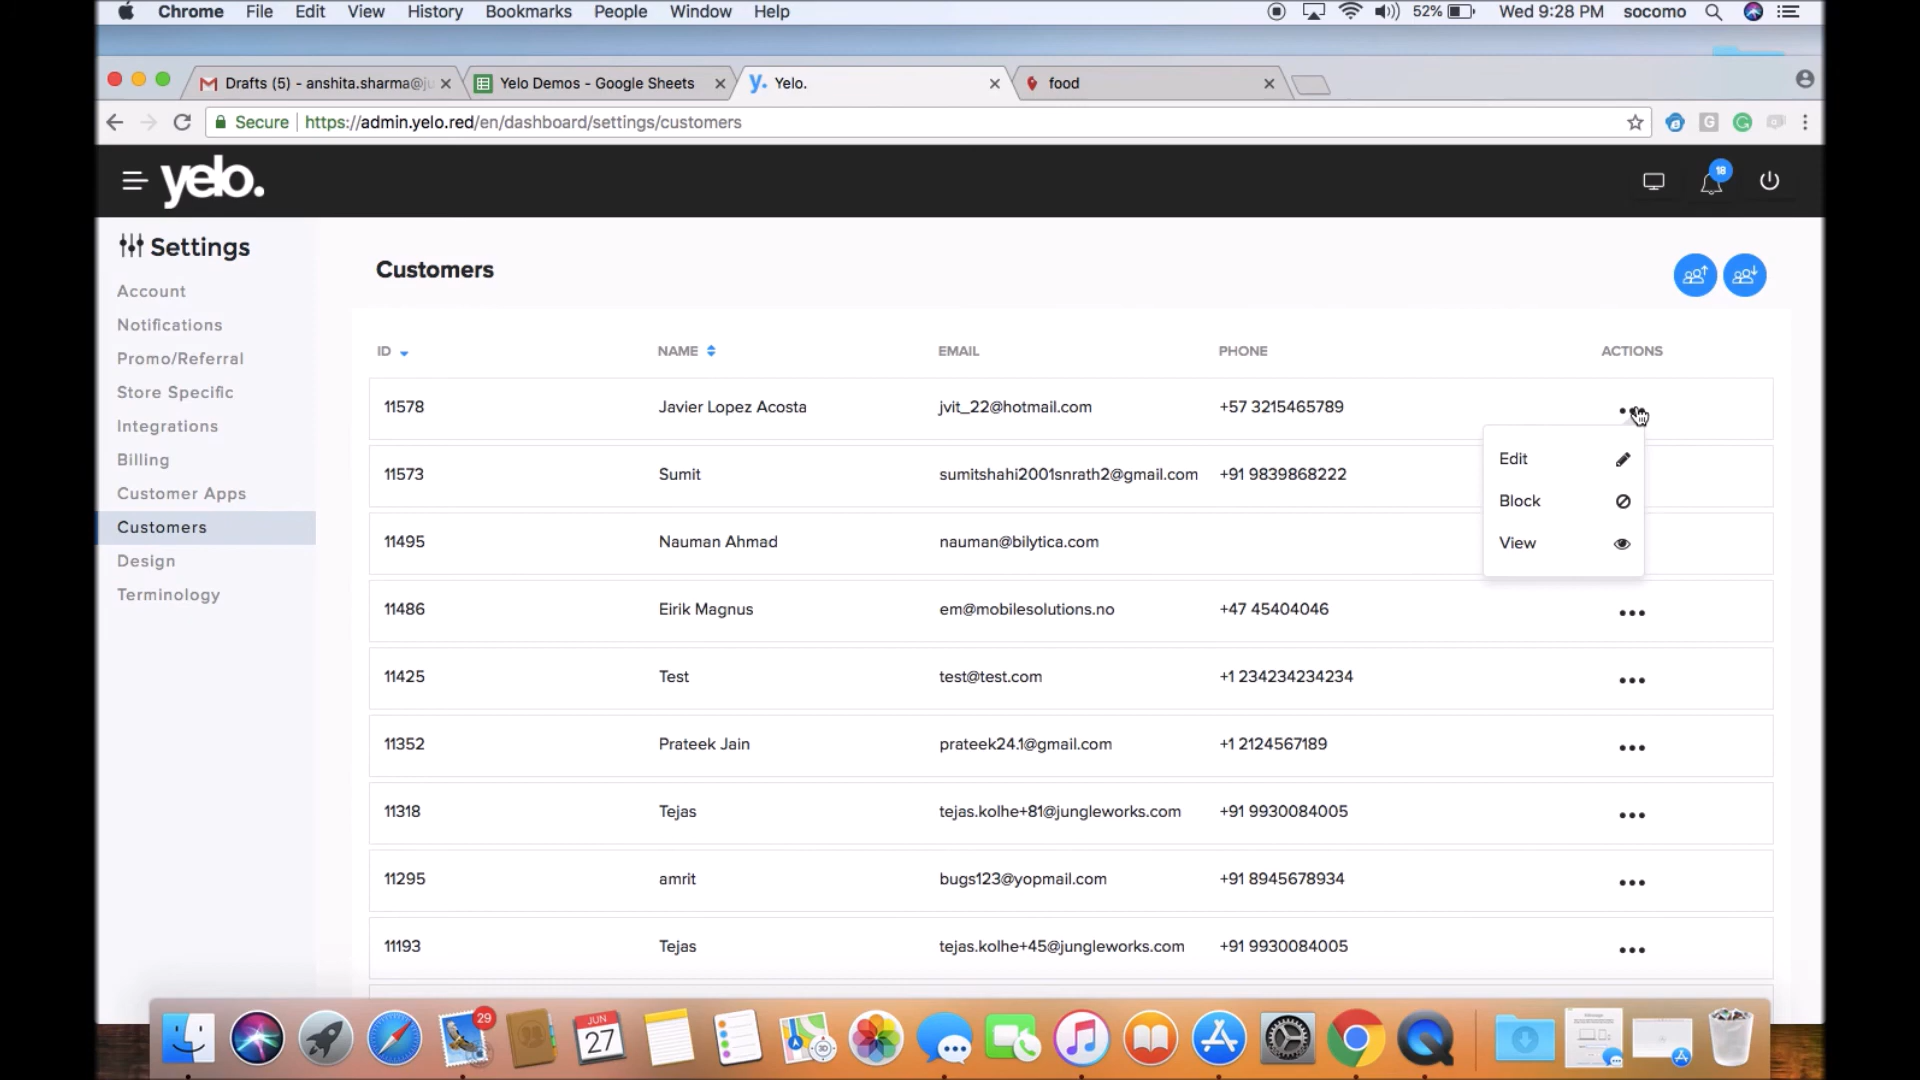 Chrome File Edit View History Bookmarks People Window Help 52% Wed 9:28 PM socomo
Drafts (5) - anshita.sharma@ju Yelo Demos - Google Sheets y. Yelo. food
Secure https://admin.yelo.red/en/dashboard/settings/customers
yelo. 18
Settings
Account
Notifications
Promo/Referral
Store Specific
Integrations
Billing
Customer Apps
Customers
Design
Terminology
Customers
ID NAME EMAIL PHONE ACTIONS
11578 Javier Lopez Acosta jvit_22@hotmail.com +57 3215465789
11573 Sumit sumitshahi2001snrath2@gmail.com +91 9839868222
11495 Nauman Ahmad nauman@bilytica.com
11486 Eirik Magnus em@mobilesolutions.no +47 45404046
11425 Test test@test.com +1 234234234234
11352 Prateek Jain prateek24.1@gmail.com +1 2124567189
11318 Tejas tejas.kolhe+81@jungleworks.com +91 9930084005
11295 amrit bugs123@yopmail.com +91 8945678934
11193 Tejas tejas.kolhe+45@jungleworks.com +91 9930084005
Edit
Block
View
29
JUN
27